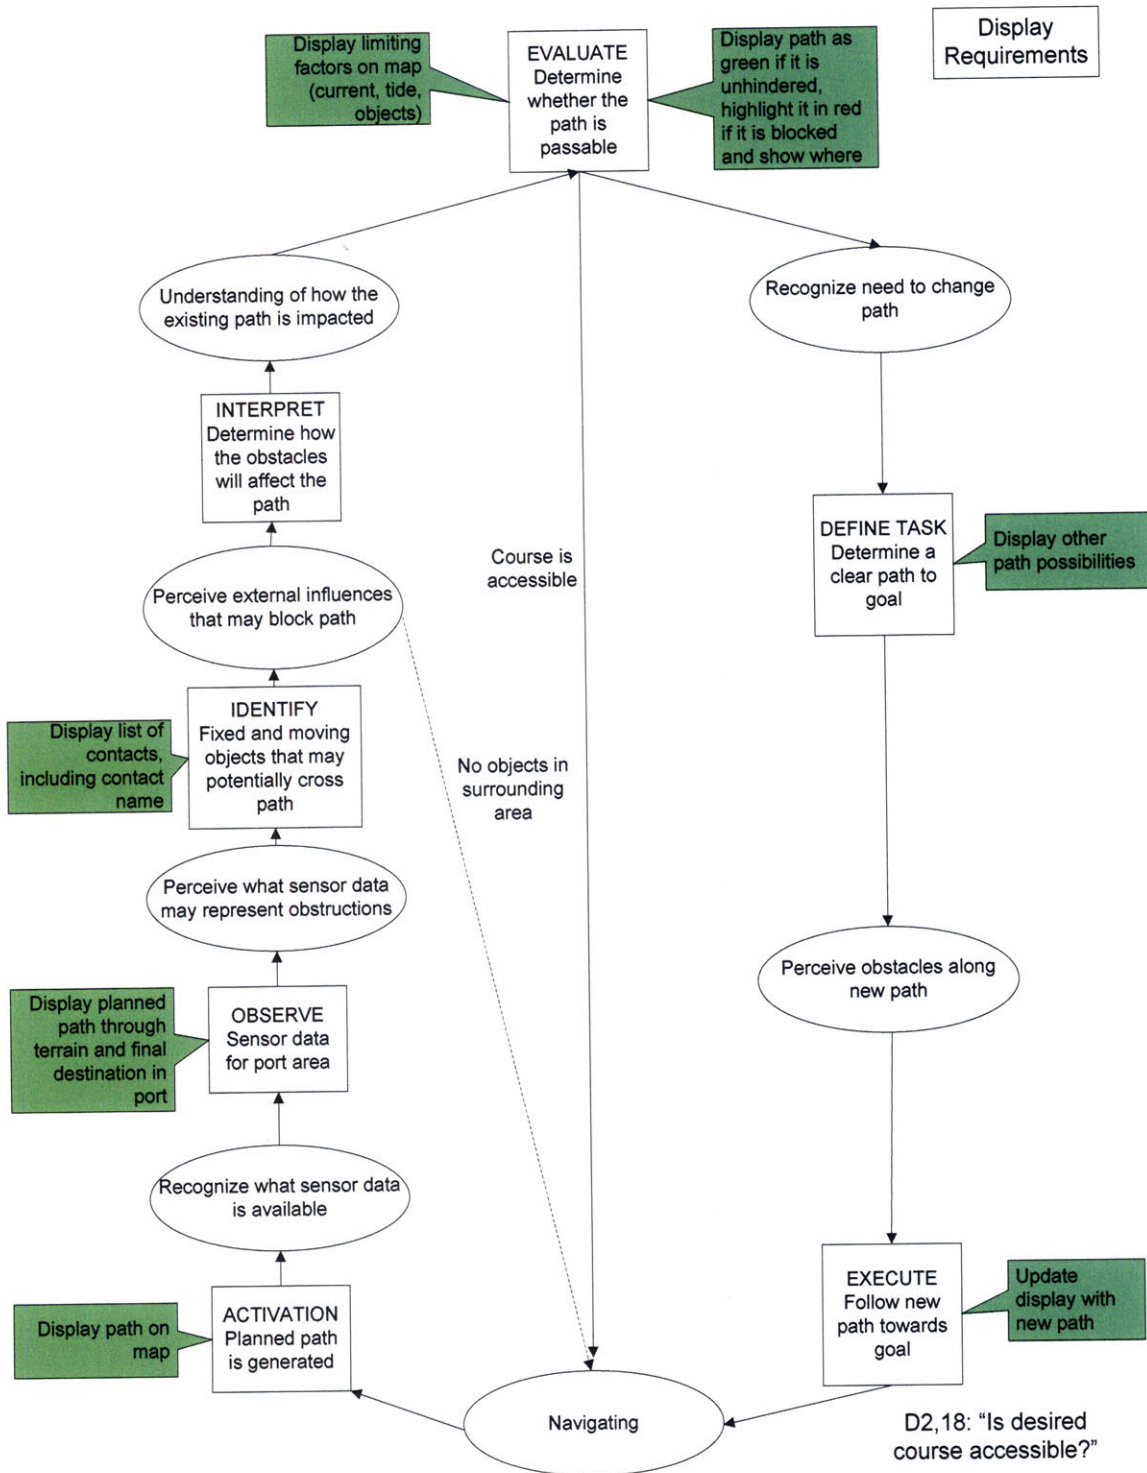 Display
Requirements
Display limiting
factors on map
(current, tide,
objects)
EVALUATE
Determine
whether the
path is
passable
Display path as
green if it is
unhindered,
highlight it in red
if it is blocked
and show where
Understanding of how the
existing path is impacted
Recognize need to change
path
INTERPRET
Determine how
the obstacles
will affect the
path
Course is
accessible
DEFINE TASK
Determine a
clear path to
goal
Display other
path possibilities
Perceive external influences
that may block path
Display list of
contacts,
including contact
name
IDENTIFY
Fixed and moving
objects that may
potentially cross
path
No objects in
surrounding
area
Perceive what sensor data
may represent obstructions
Perceive obstacles along
new path
Display planned
path through
terrain and final
destination in
port
OBSERVE
Sensor data
for port area
Recognize what sensor data
is available
Display path on
map
ACTIVATION
Planned path
is generated
EXECUTE
Follow new
path towards
goal
Update
display with
new path
Navigating
D2,18: “Is desired
course accessible?”